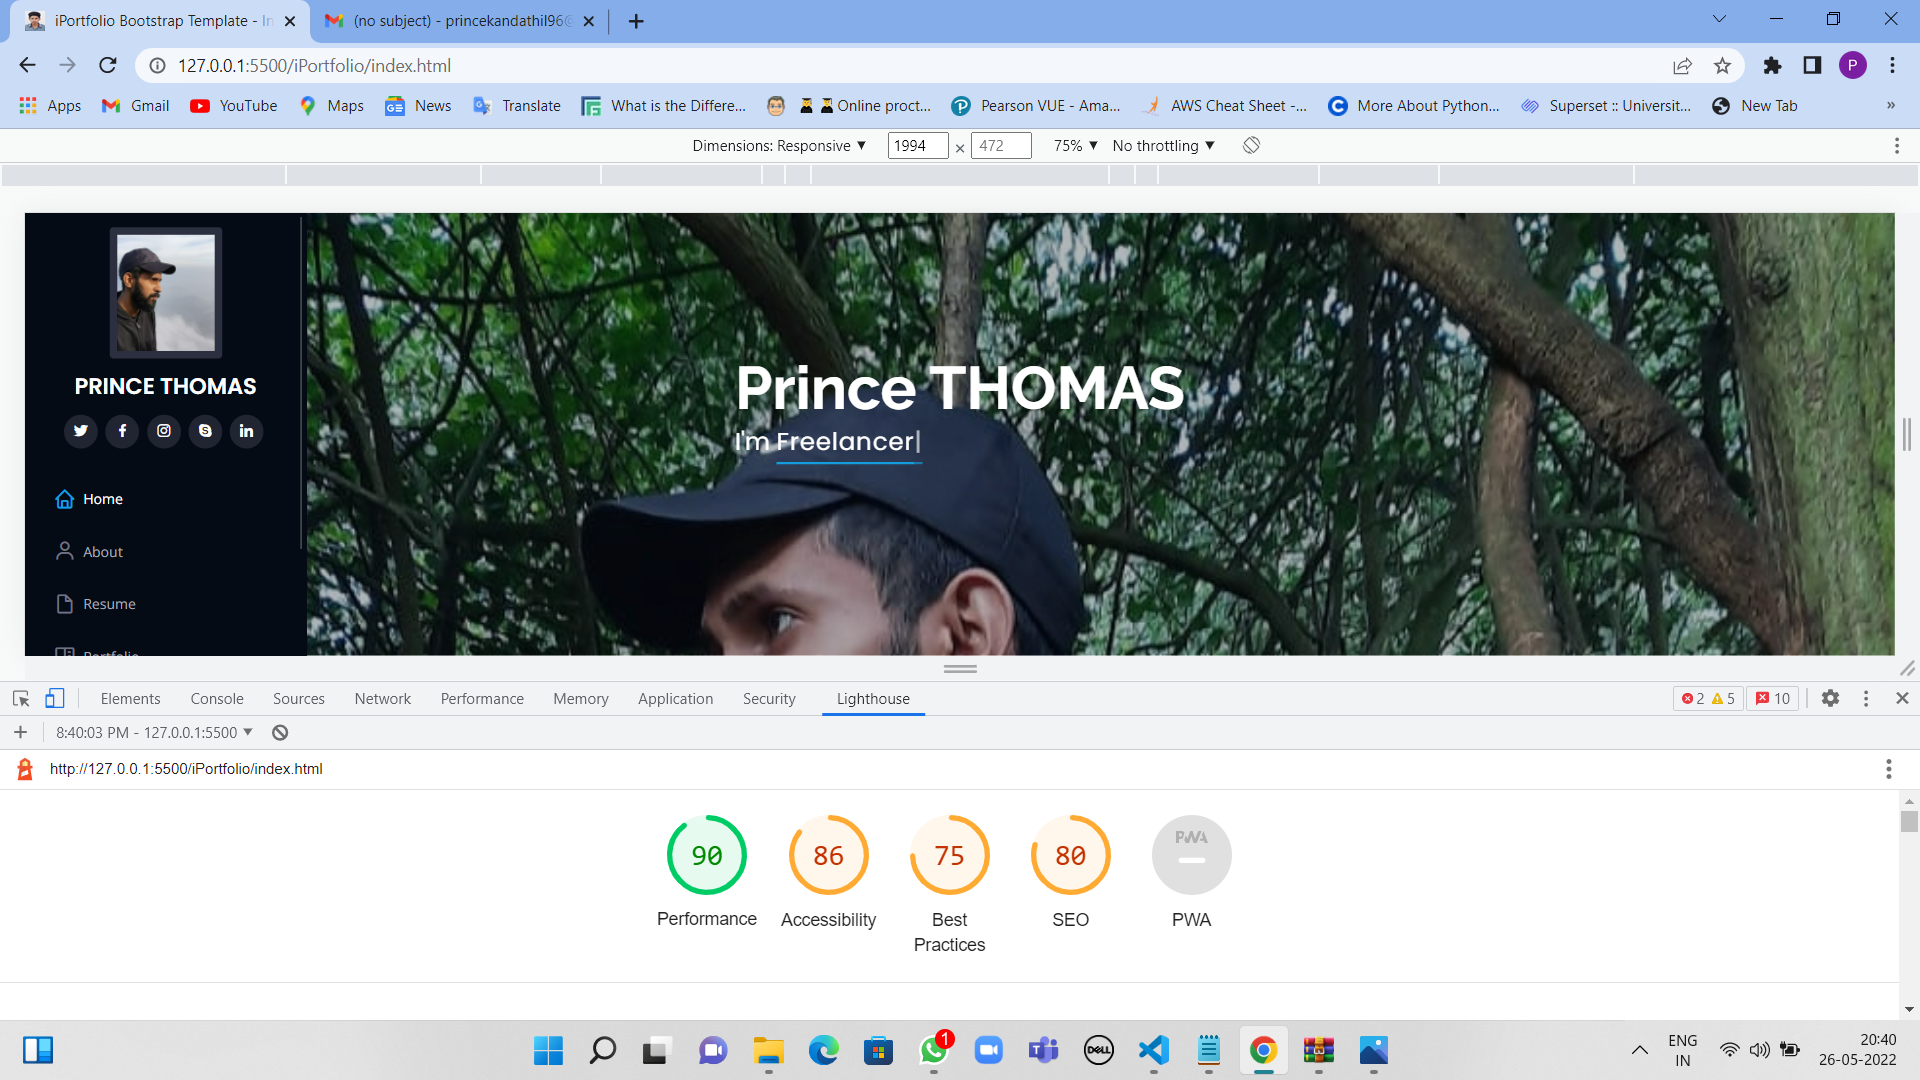 iPortfolio Bootstrap Template - In
(no subject) - princekandathil96@
127.0.0.1:5500/iPortfolio/index.html
P
Apps
Gmail
YouTube
Maps
News
Translate
What is the Differe...
Online proct...
Pearson VUE - Ama...
AWS Cheat Sheet -...
More About Python...
Superset :: Universit...
New Tab
»
Dimensions: Responsive
1994 × 472
75%
No throttling
PRINCE THOMAS
Home
About
Resume
Portfolio
Prince THOMAS
I'm Freelancer|
Elements
Console
Sources
Network
Performance
Memory
Application
Security
Lighthouse
2
5
10
8:40:03 PM - 127.0.0.1:5500
http://127.0.0.1:5500/iPortfolio/index.html
90
86
75
80
PWA
Performance
Accessibility
Best
Practices
SEO
PWA
1
DELL
ENG
IN
20:40
26-05-2022